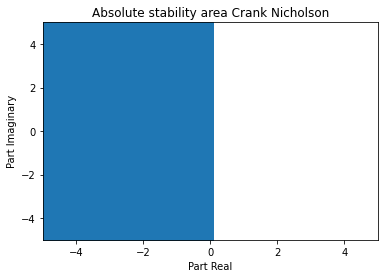 Absolute stability area Crank Nicholson
4
2
0
−2
−4
Part Imaginary
−4 −2 0 2 4
Part Real